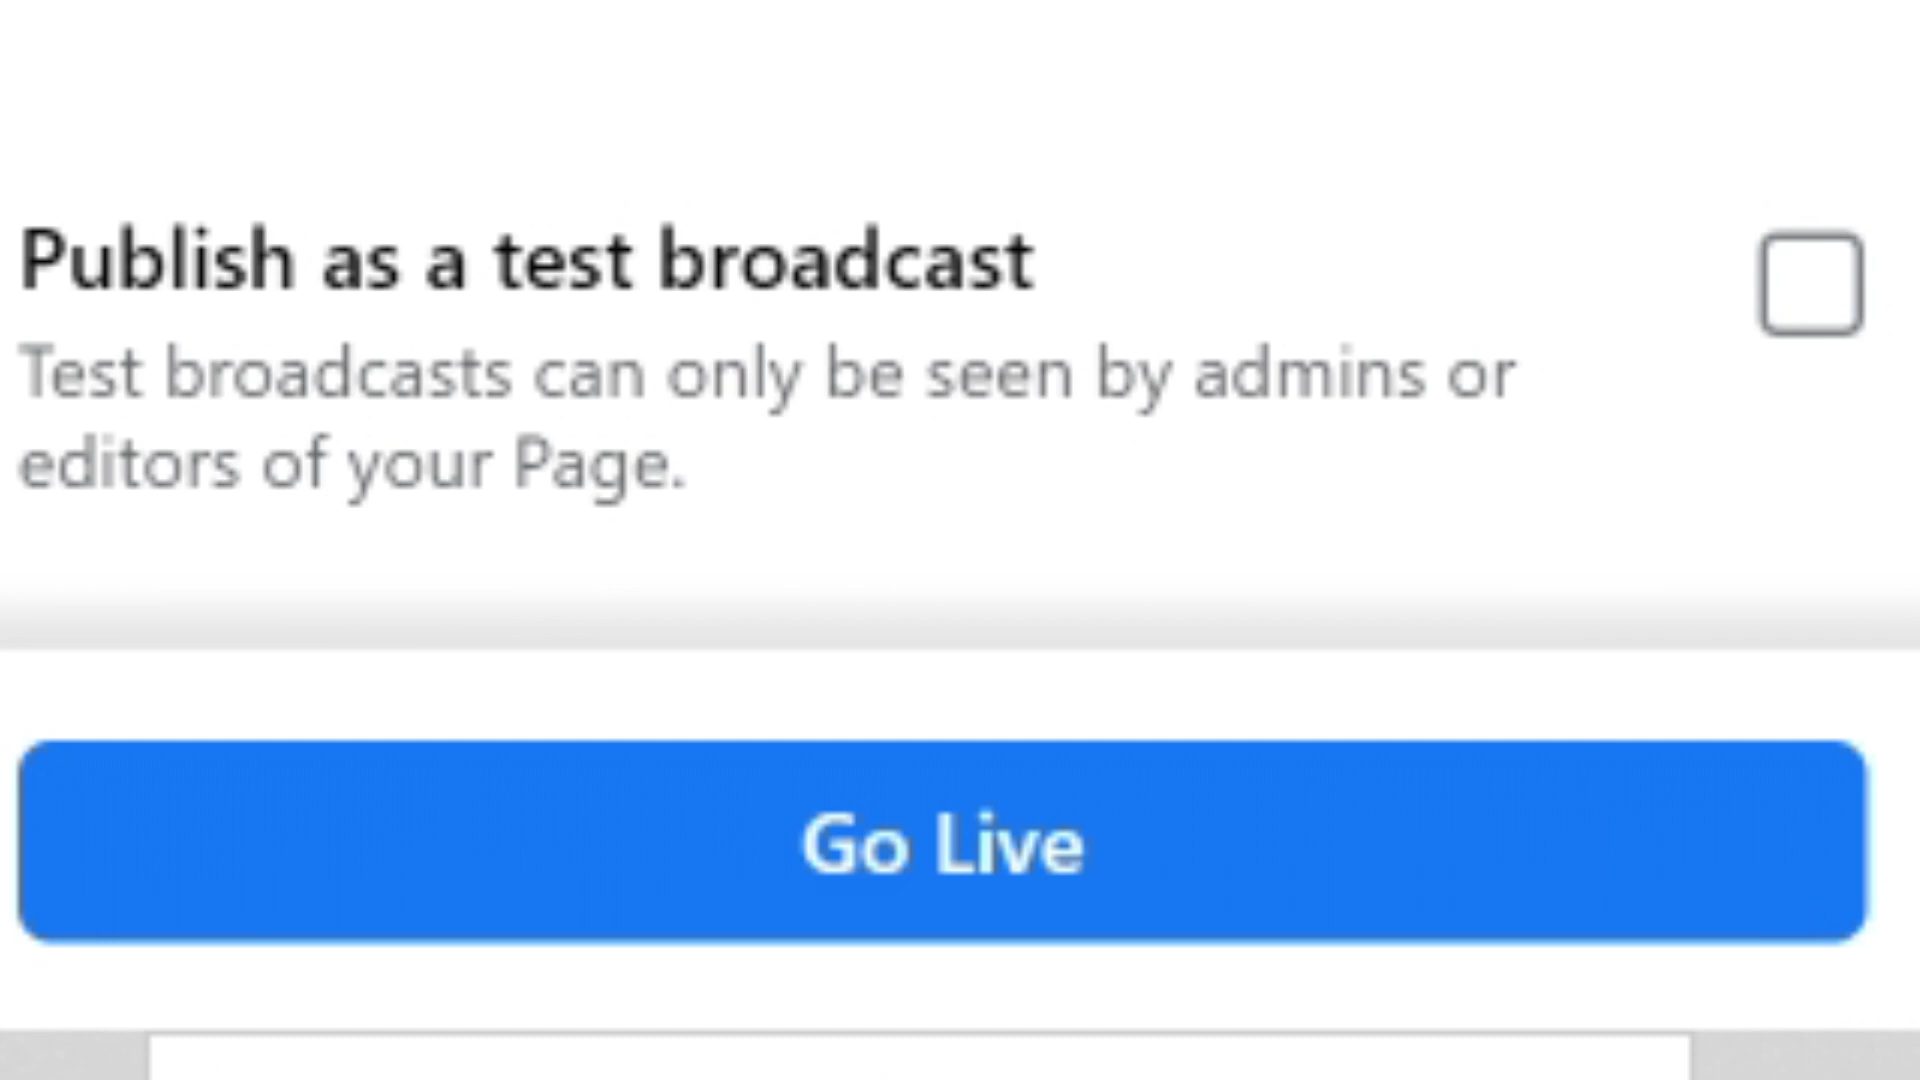 Publish as a test broadcast
Test broadcasts can only be seen by admins or
editors of your Page.
Go Live